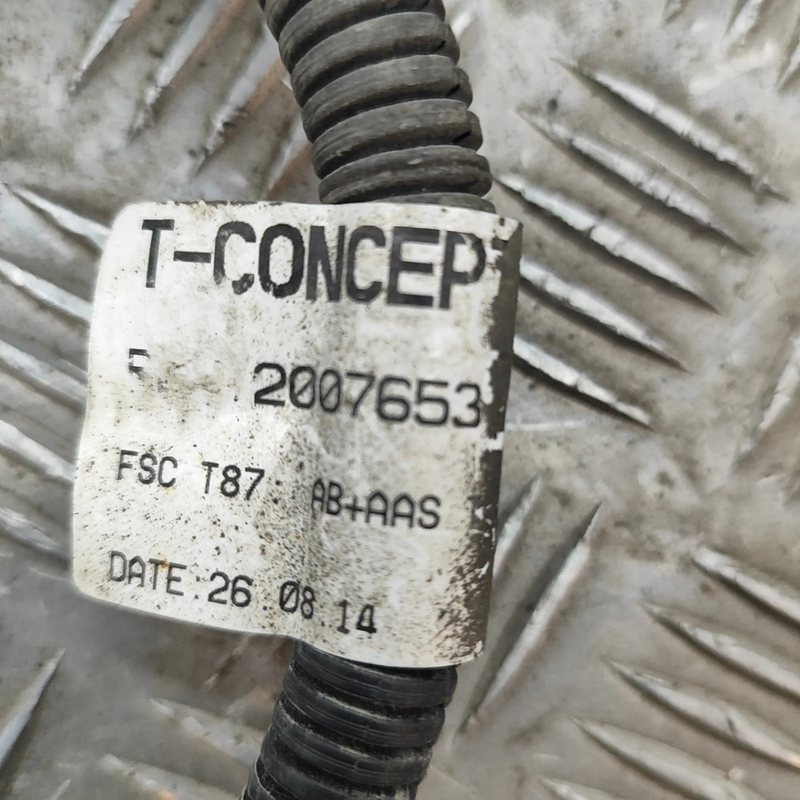 T-CONCEP
2007653
FSC T87 AB+AAS
DATE:26.08.14